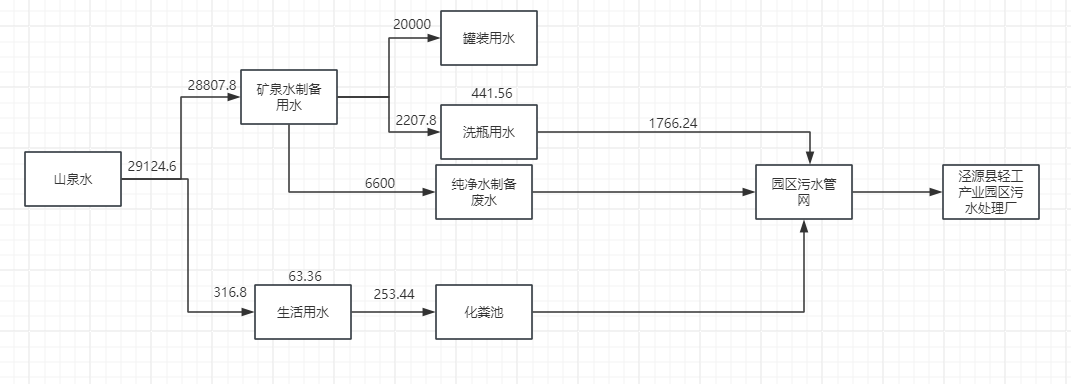 20000
罐装用水
28807.8
矿泉水制备
用水
441.56
2207.8
洗瓶用水
1766.24
29124.6
山泉水
6600
纯净水制备
废水
园区污水管
网
泾源县轻工
产业园区污
水处理厂
63.36
316.8
生活用水
253.44
化粪池